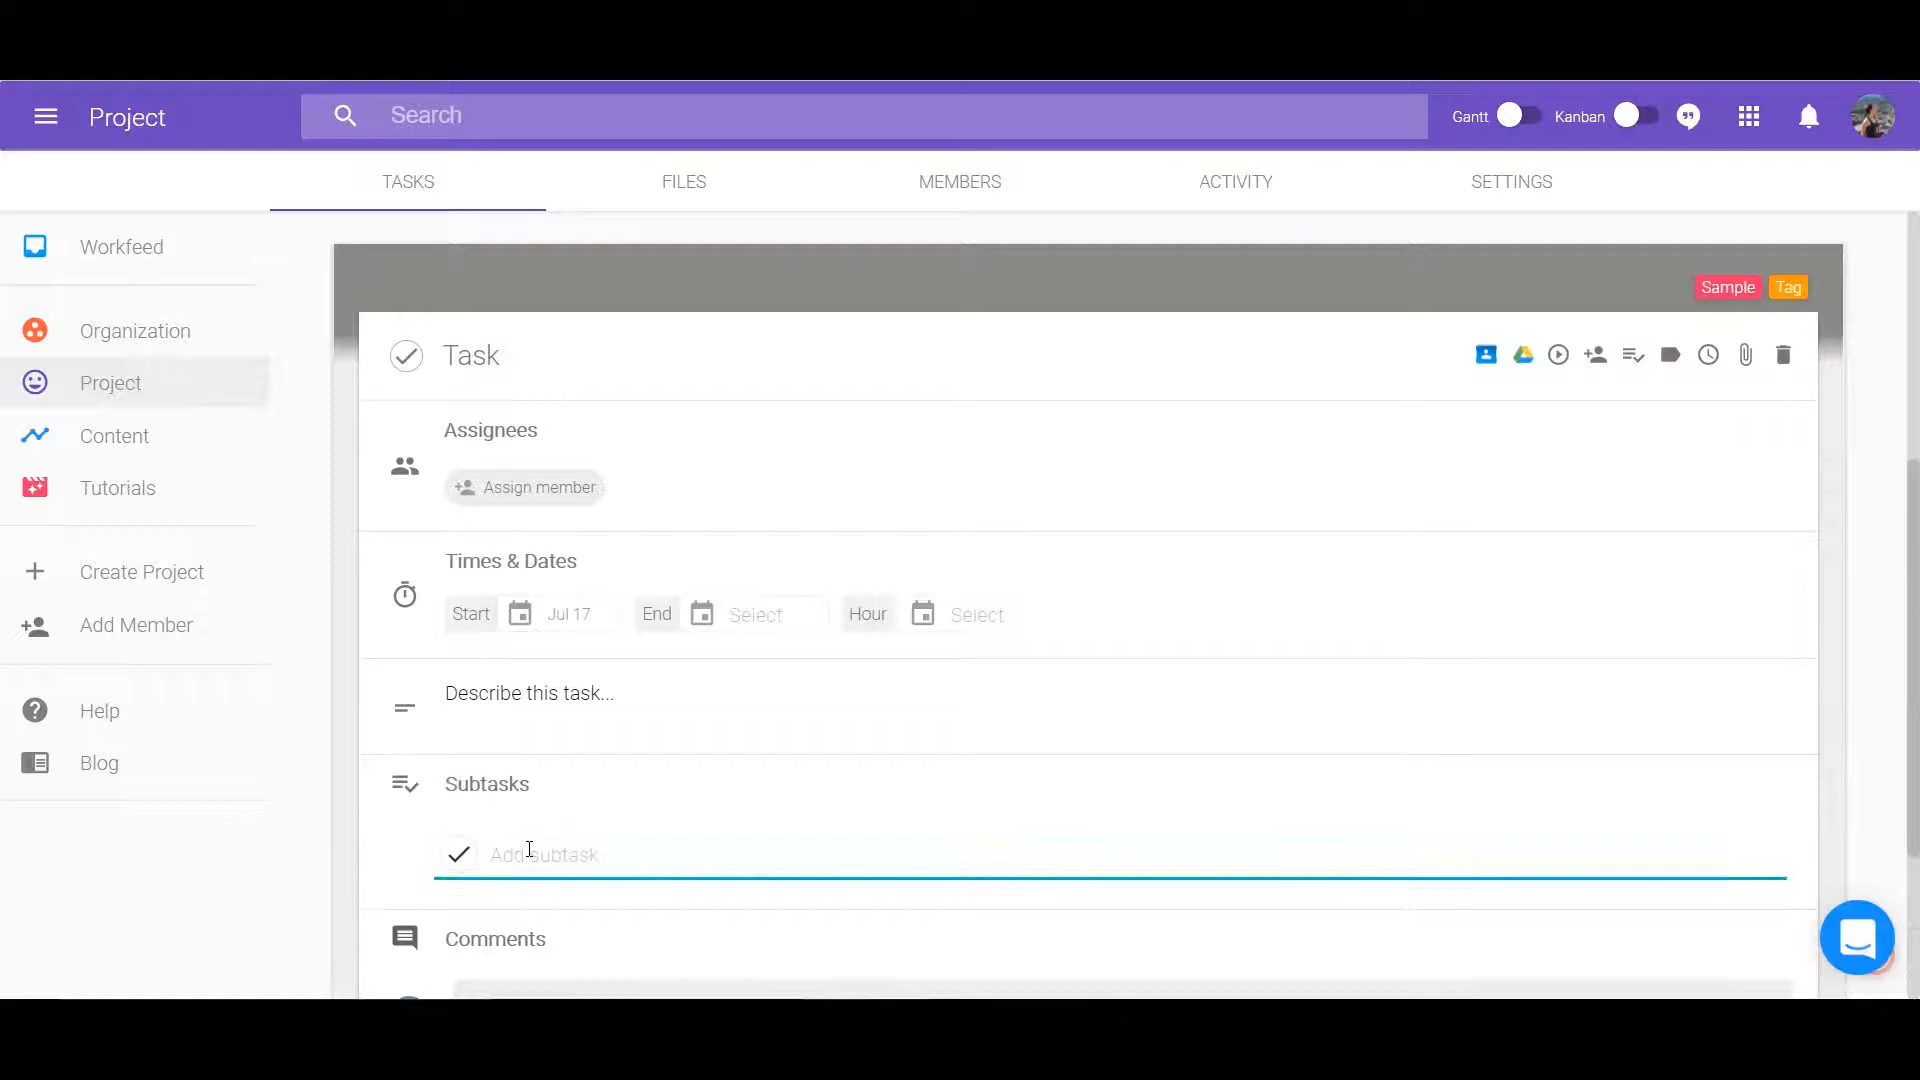 Project
Search
Gantt
Kanban
TASKS
FILES
MEMBERS
ACTIVITY
SETTINGS
Workfeed
Organization
Project
Content
Tutorials
Create Project
Add Member
Help
Blog
Sample Tag
Task
Assignees
Assign member
Times & Dates
Start Jul 17 End Select Hour Select
Describe this task...
Subtasks
Add subtask
Comments